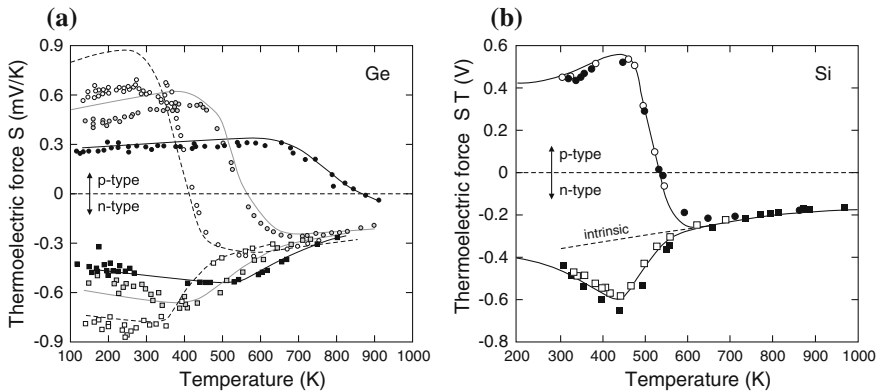 (a)
Thermoelectric force S (mV/K)
0.9
0.6
0.3
0
-0.3
-0.6
-0.9
Ge
p-type
n-type
100 200 300 400 500 600 700 800 900 1000
Temperature (K)
(b)
Thermoelectric force S T (V)
0.6
0.4
0.2
0
-0.2
-0.4
-0.6
-0.8
Si
p-type
n-type
intrinsic
200 300 400 500 600 700 800 900 1000
Temperature (K)